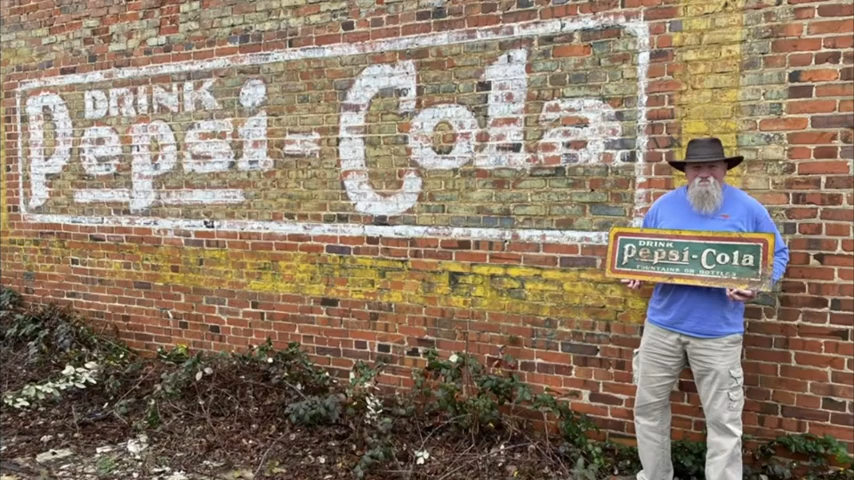 DRINK
Pepsi=Cola
DRINK
Pepsi-Cola
FOUNTAINS OR BOTTLES